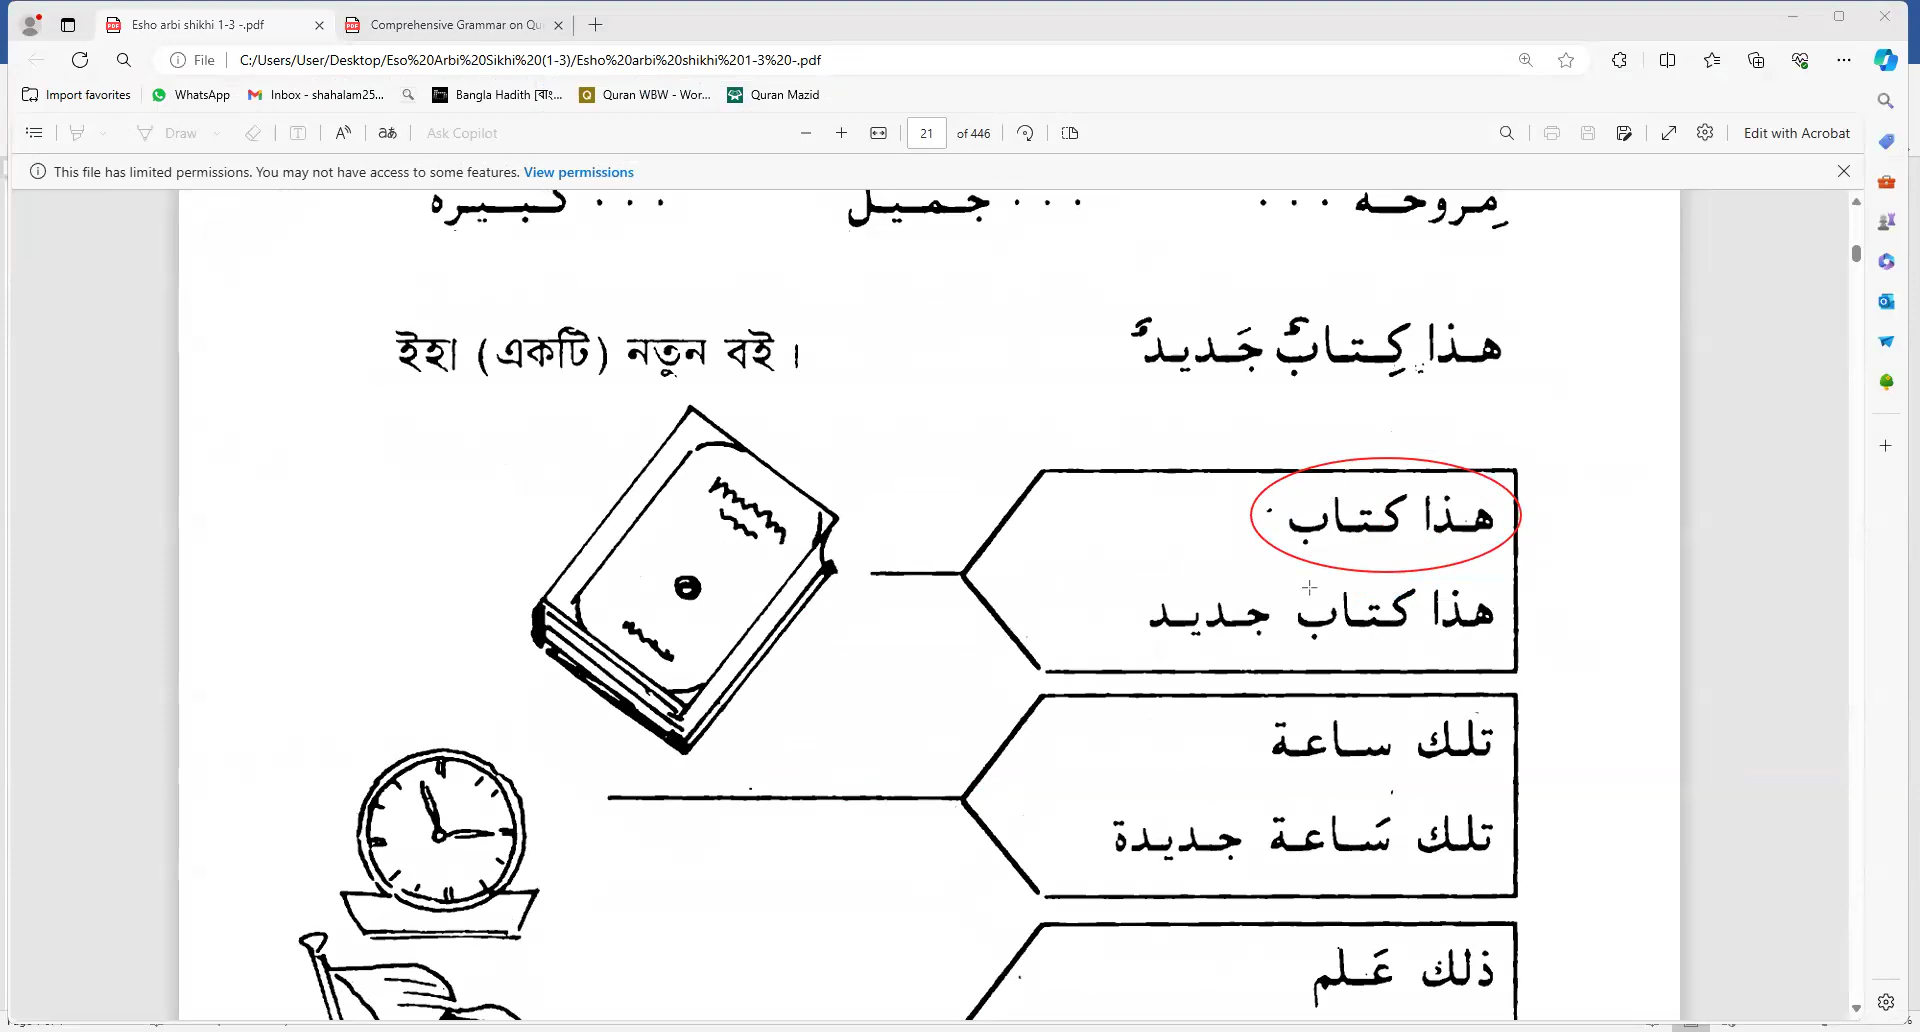 Esho arbi shikhi 1-3 -.pdf
Comprehensive Grammar on Qu
File
C:/Users/User/Desktop/Eso%20Arbi%20Sikhi%20(1-3)/Esho%20arbi%20shikhi%201-3%20-.pdf
Import favorites
WhatsApp
Inbox - shahalam25...
Bangla Hadith [বাং...
Quran WBW - Wor...
Quran Mazid
Draw
Ask Copilot
21 of 446
Edit with Acrobat
This file has limited permissions. You may not have access to some features. View permissions
مِروحه ... جميل ... كبيره ...
هذا كِتابٌ جَديدٌ
ইহা (একটি) নতুন বই।
هذا كتاب
هذا كتاب جديد
تلك ساعة
تلك سَاعة جديدة
ذلك عَلم